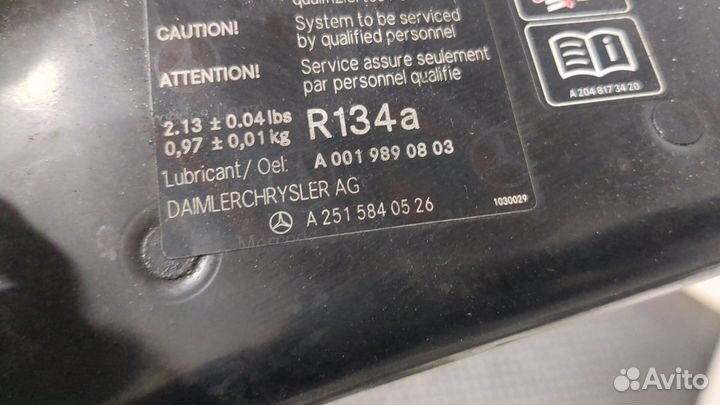 CAUTION!
System to be serviced
by qualified personnel
ATTENTION!
Service assure seulement
par personnel qualifie
2.13 ± 0.04 lbs
0,97 ± 0,01 kg
R134a
Lubricant/ Oel:
A 001 989 08 03
DAIMLERCHRYSLER AG
A 251 584 05 26
1030029
A 204 817 34 20
Avito